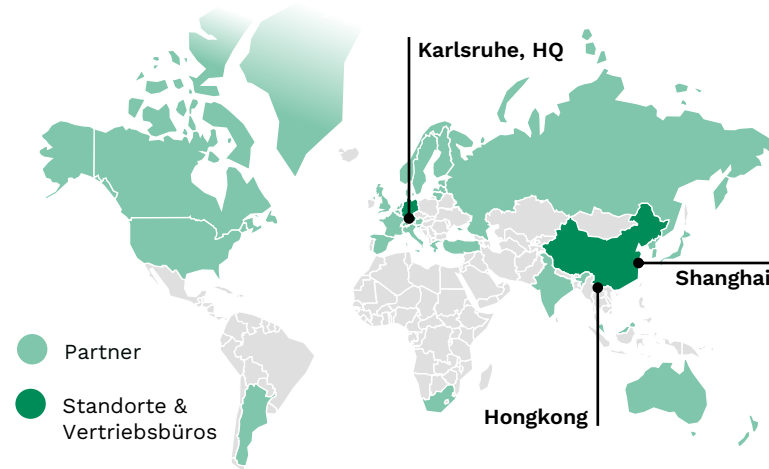 Karlsruhe, HQ
Shanghai
Partner
Standorte &
Vertriebsbüros
Hongkong